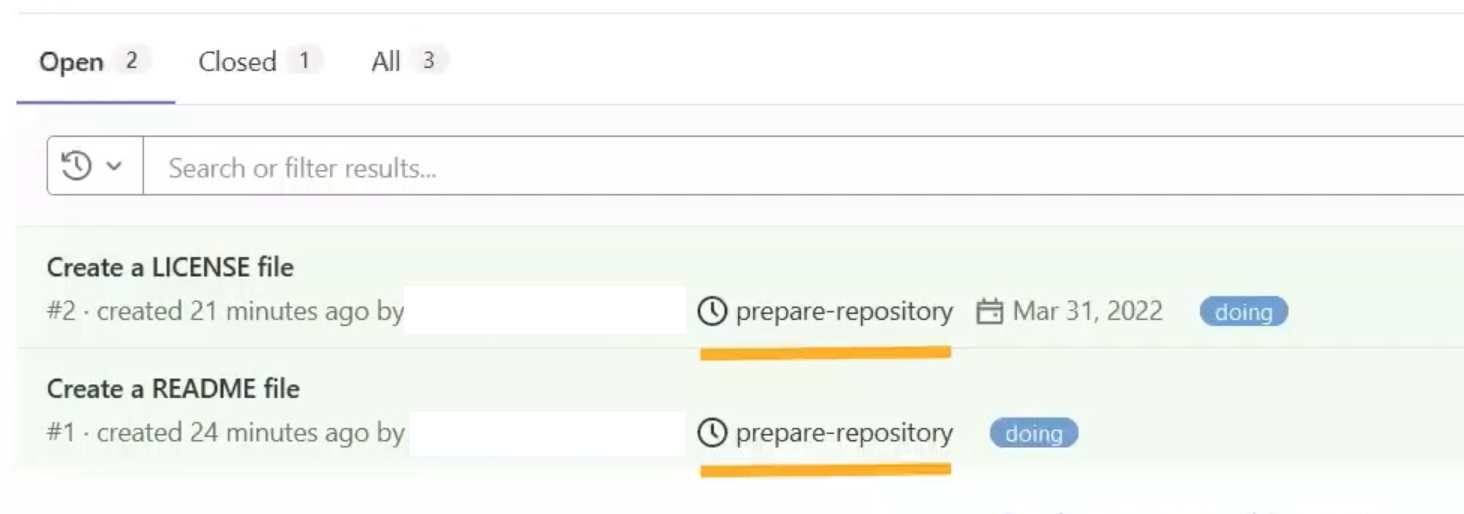 Open 2 Closed 1 All 3
Search or filter results...
Create a LICENSE file
#2 · created 21 minutes ago by prepare-repository Mar 31, 2022 doing
Create a README file
#1 · created 24 minutes ago by prepare-repository doing